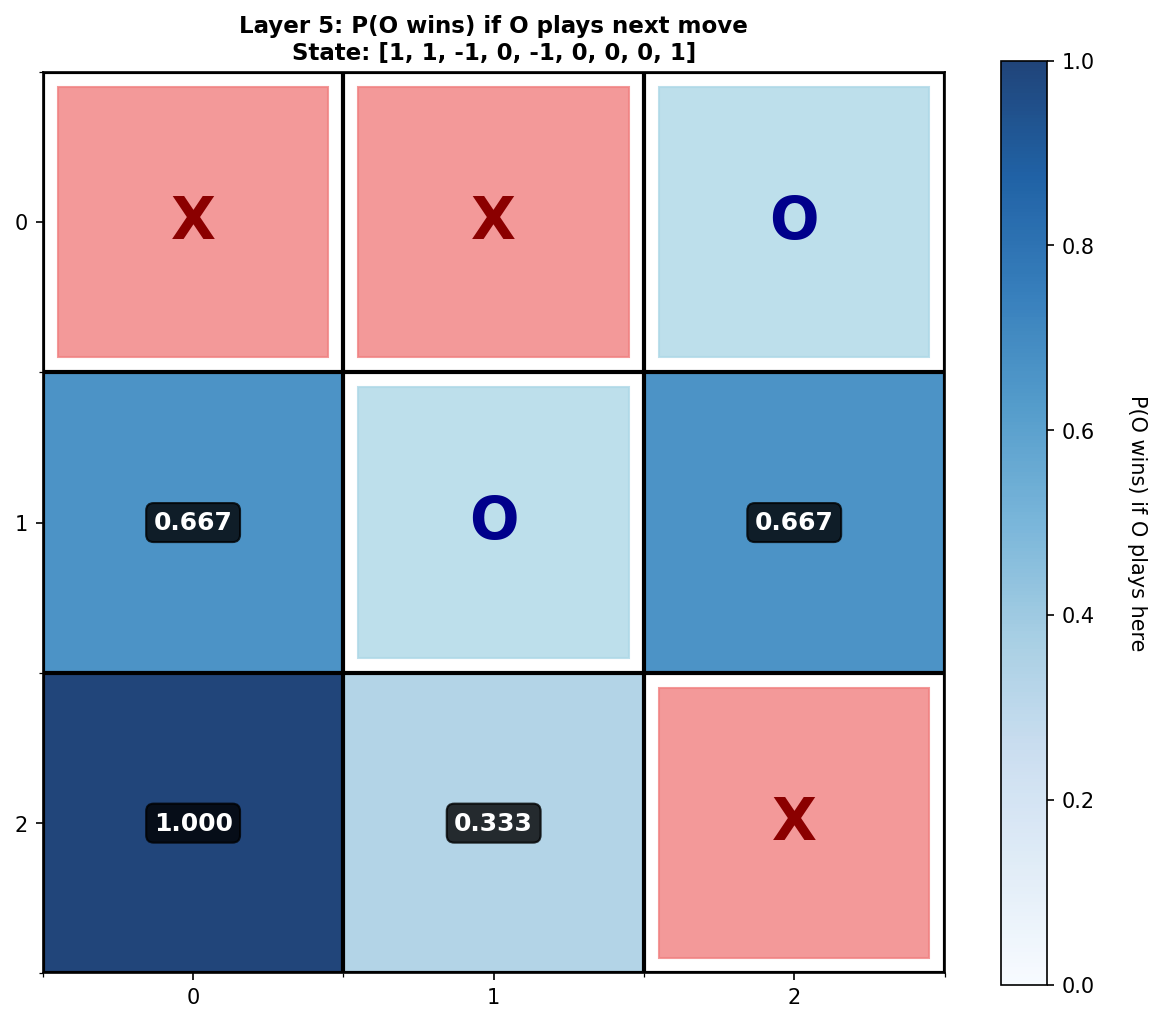 Layer 5: P(O wins) if O plays next move
State: [1, 1, -1, 0, -1, 0, 0, 0, 1]
0
X
X
O
1
0.667
O
0.667
2
1.000
0.333
X
0
1
2
1.0
0.8
0.6
0.4
0.2
0.0
P(O wins) if O plays here